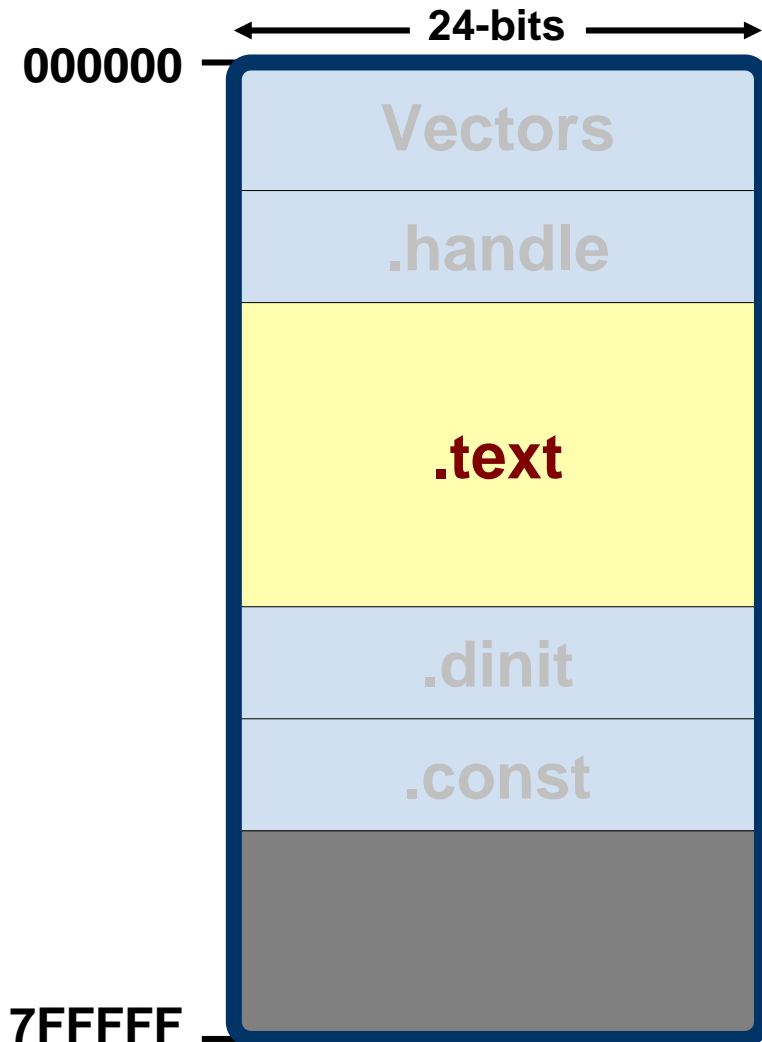 24-bits
000000
Vectors
.handle
.text
.dinit
.const
7FFFFF